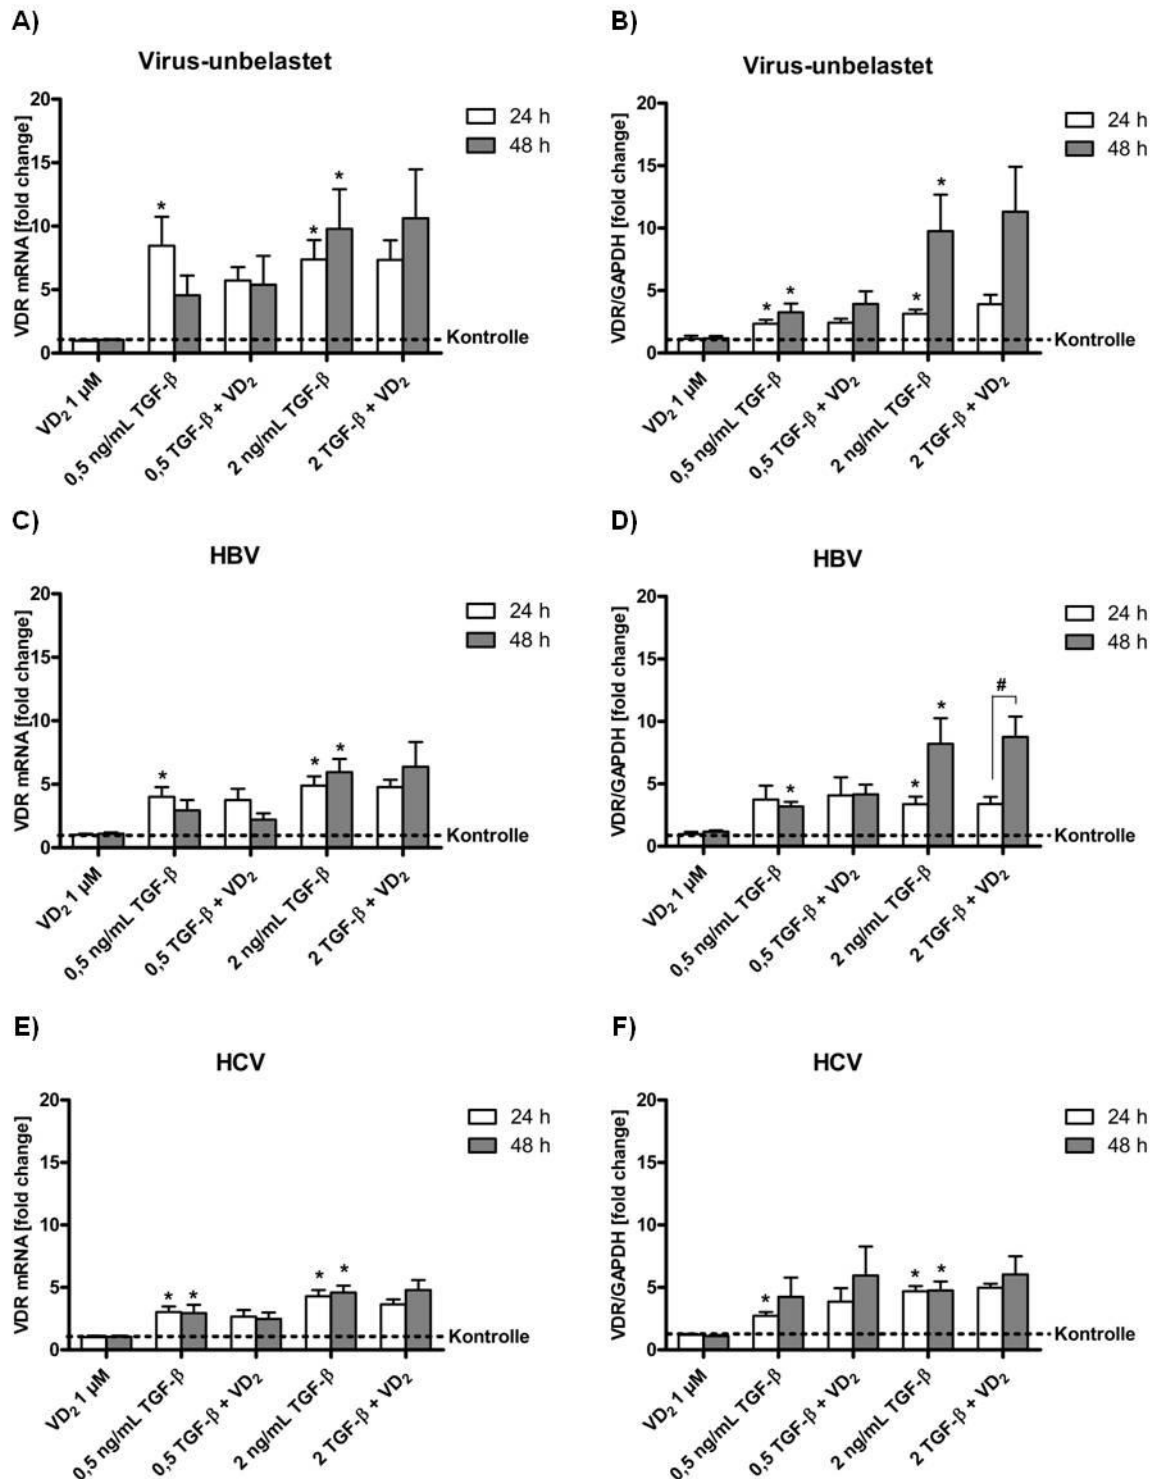 A)
Virus-unbelastet
VDR mRNA [fold change]
20
15
10
5
0
24 h
48 h
*
*
*
Kontrolle
VD₂ 1 µM
0,5 ng/mL TGF-β
0,5 TGF-β + VD₂
2 ng/mL TGF-β
2 TGF-β + VD₂
B)
Virus-unbelastet
VDR/GAPDH [fold change]
20
15
10
5
0
24 h
48 h
*
*
*
*
Kontrolle
VD₂ 1 µM
0,5 ng/mL TGF-β
0,5 TGF-β + VD₂
2 ng/mL TGF-β
2 TGF-β + VD₂
C)
HBV
VDR mRNA [fold change]
20
15
10
5
0
24 h
48 h
*
*
*
Kontrolle
VD₂ 1 µM
0,5 ng/mL TGF-β
0,5 TGF-β + VD₂
2 ng/mL TGF-β
2 TGF-β + VD₂
D)
HBV
VDR/GAPDH [fold change]
20
15
10
5
0
24 h
48 h
*
*
*
#
Kontrolle
VD₂ 1 µM
0,5 ng/mL TGF-β
0,5 TGF-β + VD₂
2 ng/mL TGF-β
2 TGF-β + VD₂
E)
HCV
VDR mRNA [fold change]
20
15
10
5
0
24 h
48 h
*
*
*
*
Kontrolle
VD₂ 1 µM
0,5 ng/mL TGF-β
0,5 TGF-β + VD₂
2 ng/mL TGF-β
2 TGF-β + VD₂
F)
HCV
VDR/GAPDH [fold change]
20
15
10
5
0
24 h
48 h
*
*
*
Kontrolle
VD₂ 1 µM
0,5 ng/mL TGF-β
0,5 TGF-β + VD₂
2 ng/mL TGF-β
2 TGF-β + VD₂